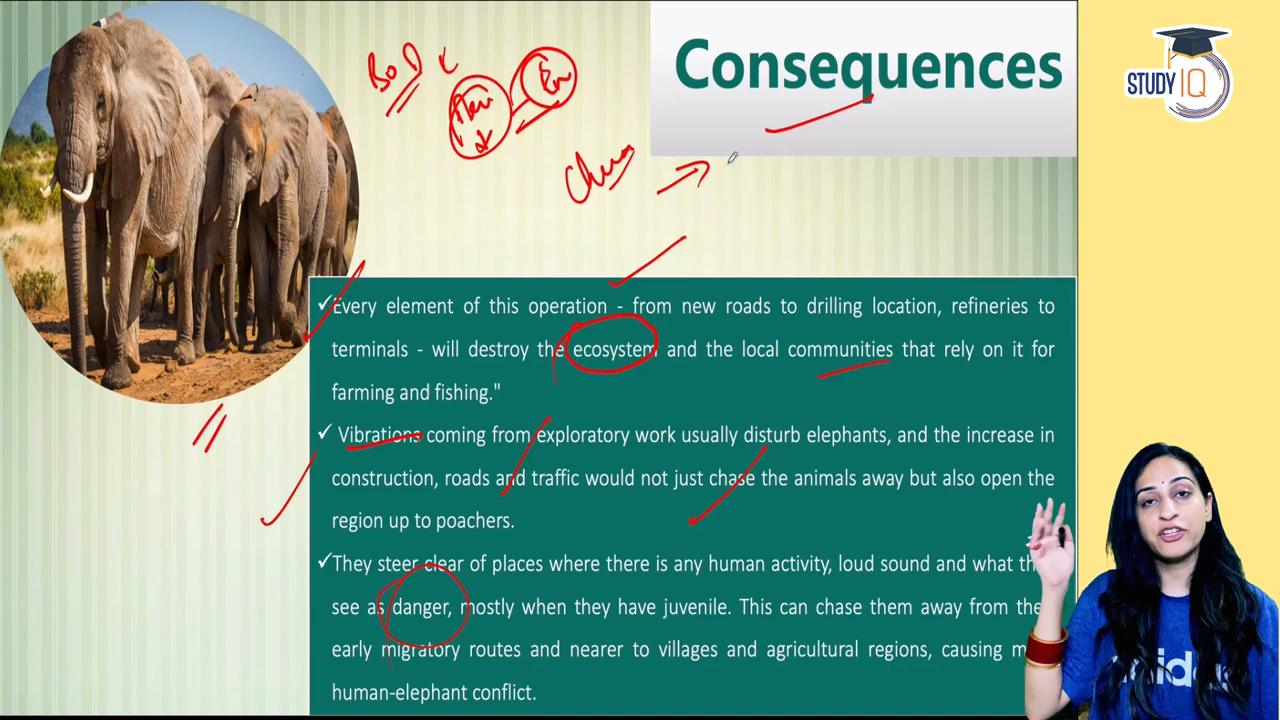 Consequences
STUDY IQ
BOD
✓Every element of this operation - from new roads to drilling location, refineries to
terminals - will destroy the ecosystem and the local communities that rely on it for
farming and fishing."
✓ Vibrations coming from exploratory work usually disturb elephants, and the increase in
construction, roads and traffic would not just chase the animals away but also open the
region up to poachers.
✓They steer clear of places where there is any human activity, loud sound and what
see as danger, mostly when they have juvenile. This can chase them away from
early migratory routes and nearer to villages and agricultural regions, causing
human-elephant conflict.